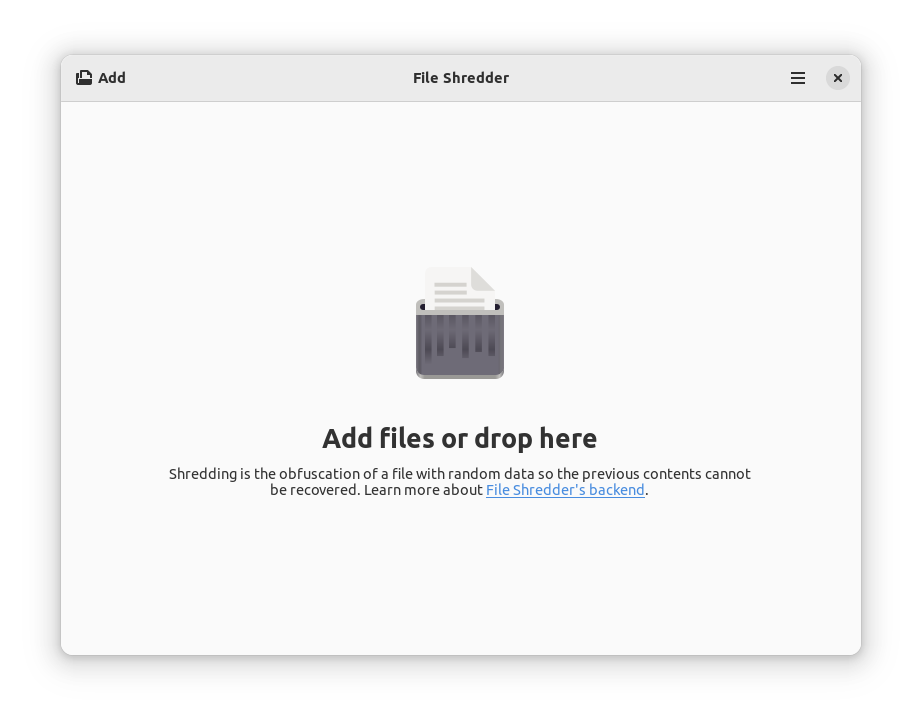 Add
File Shredder
Add files or drop here
Shredding is the obfuscation of a file with random data so the previous contents cannot
be recovered. Learn more about File Shredder's backend.